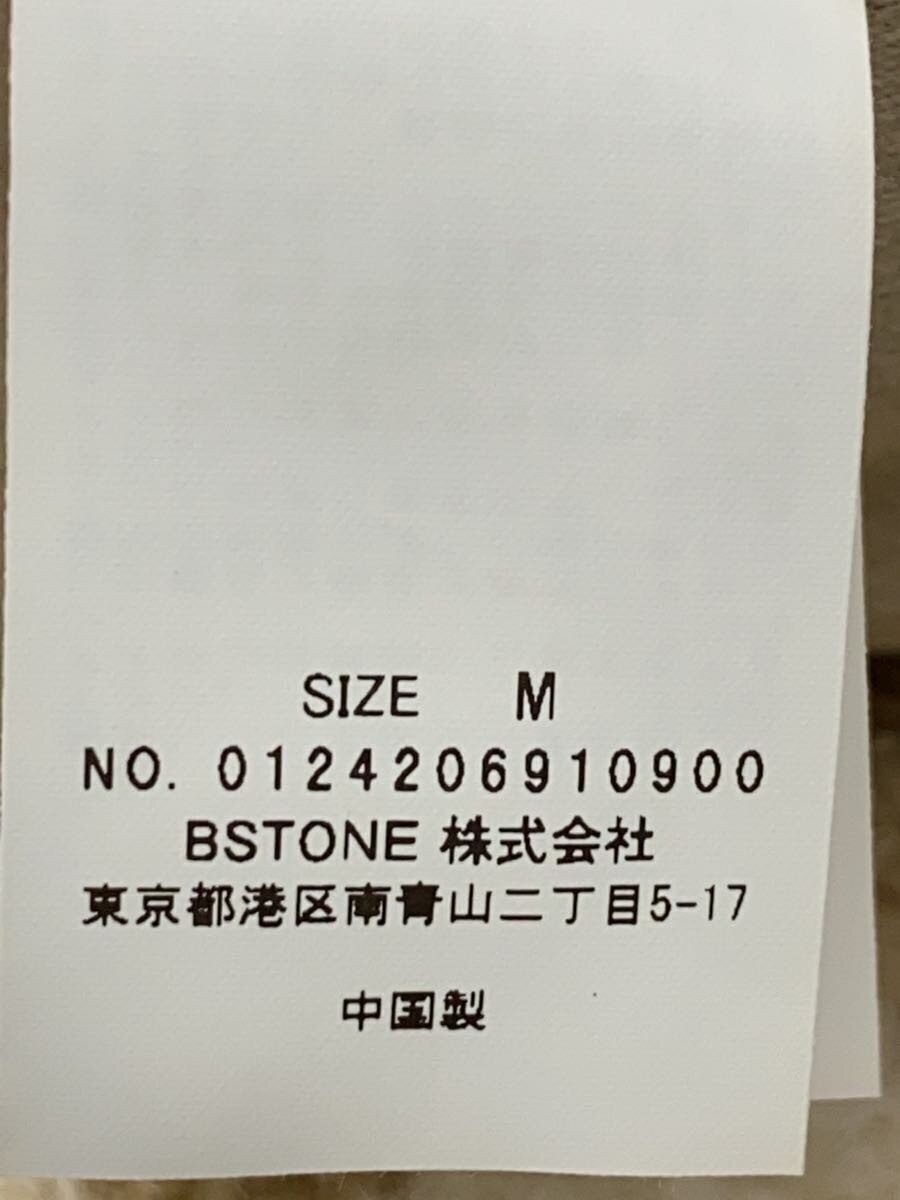 SIZE M
NO. 0124206910900
BSTONE 株式会社
東京都港区南青山二丁目5-17
中国製